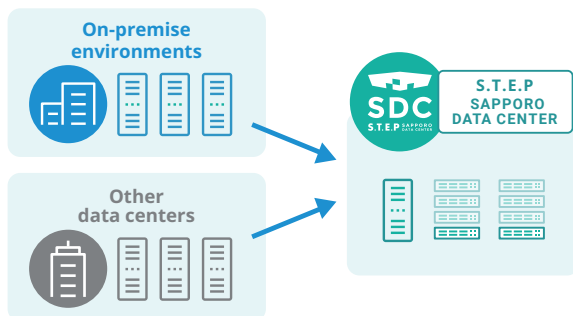 On-premise
environments
Other
data centers
SDC
S.T.E.P SAPPORO
DATA CENTER
S.T.E.P
SAPPORO
DATA CENTER